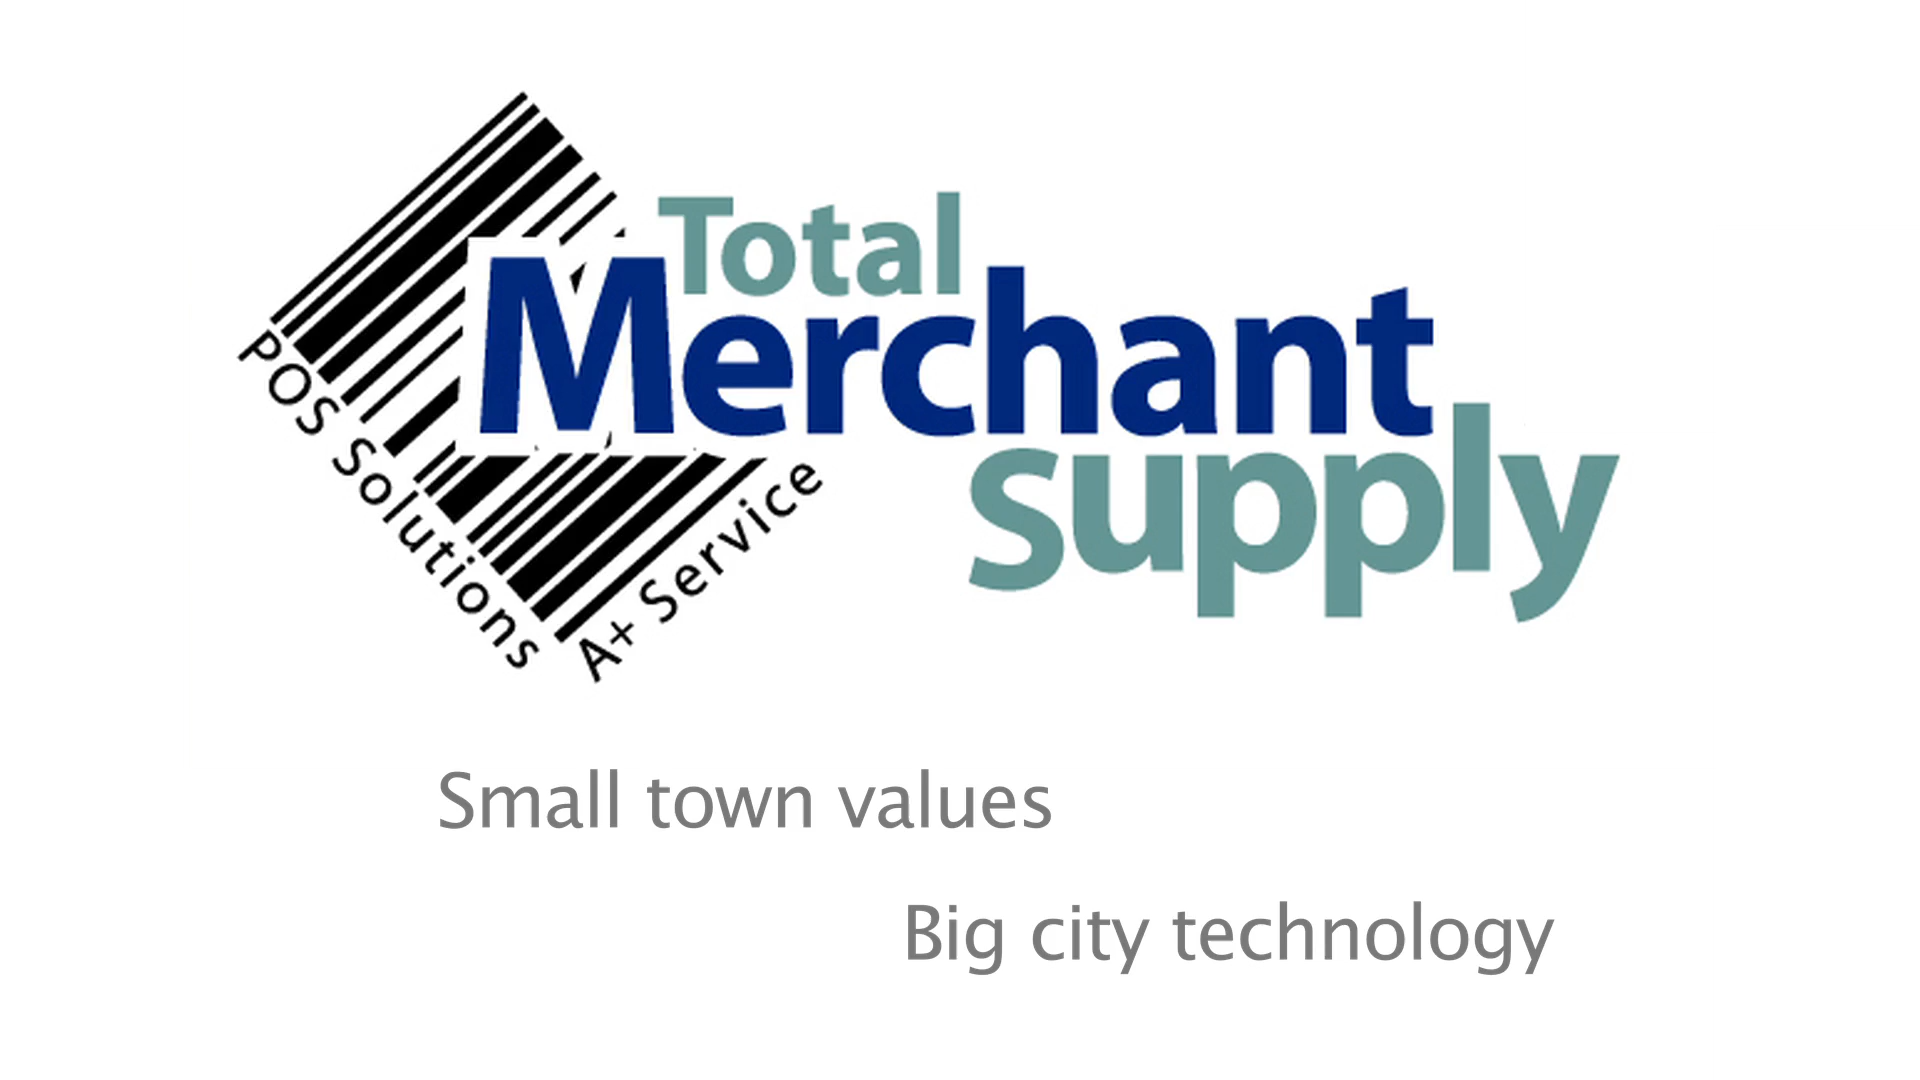 Total
Merchant
Supply
POS Solutions
A+ Service
Small town values
Big city technology